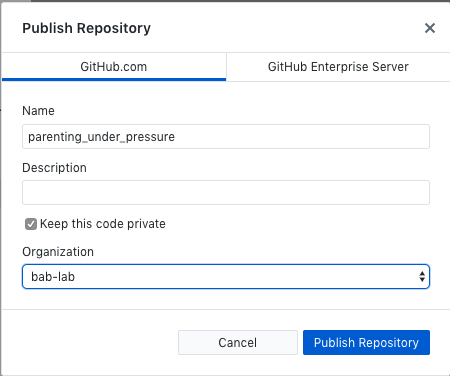 Publish Repository
GitHub.com
GitHub Enterprise Server
Name
parenting_under_pressure
Description
Keep this code private
Organization
bab-lab
Cancel
Publish Repository